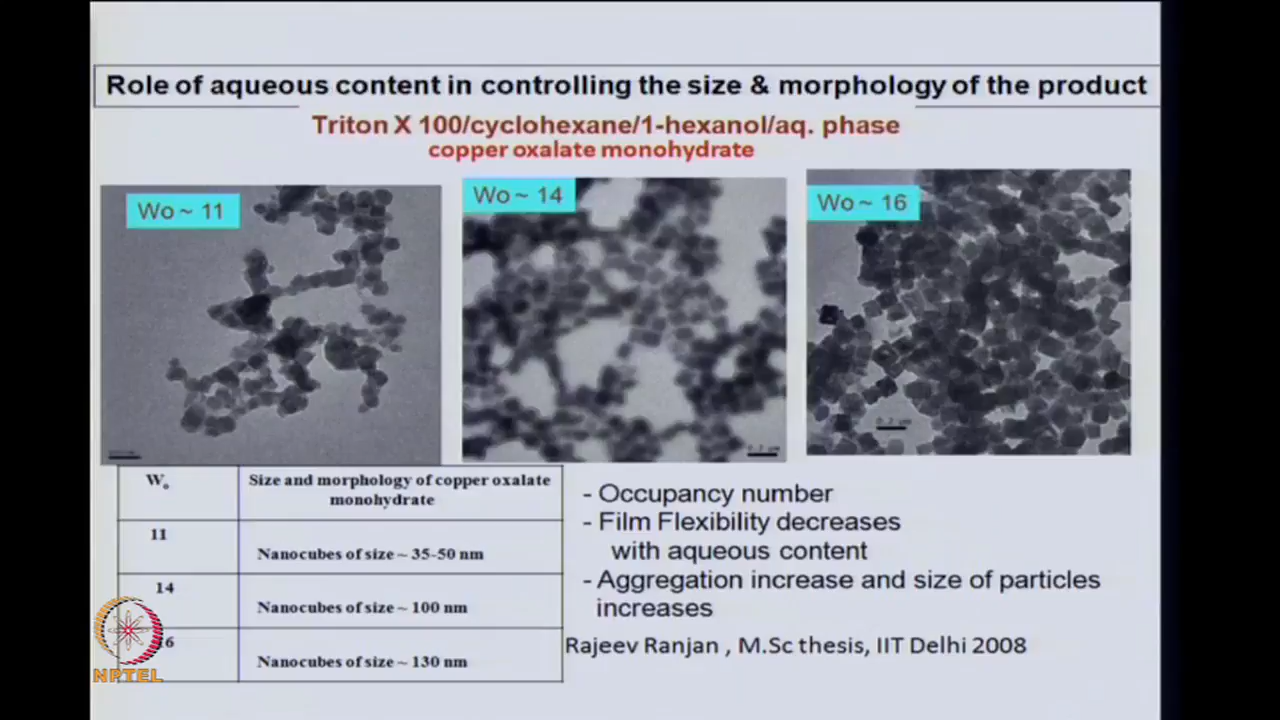 Role of aqueous content in controlling the size & morphology of the product
Triton X 100/cyclohexane/1-hexanol/aq. phase
copper oxalate monohydrate
Wo ~ 11
Wo ~ 14
Wo ~ 16
Wo
Size and morphology of copper oxalate
monohydrate
11
Nanocubes of size ~ 35-50 nm
14
Nanocubes of size ~ 100 nm
16
Nanocubes of size ~ 130 nm
- Occupancy number
- Film Flexibility decreases
with aqueous content
- Aggregation increase and size of particles
increases
Rajeev Ranjan , M.Sc thesis, IIT Delhi 2008
NPTEL